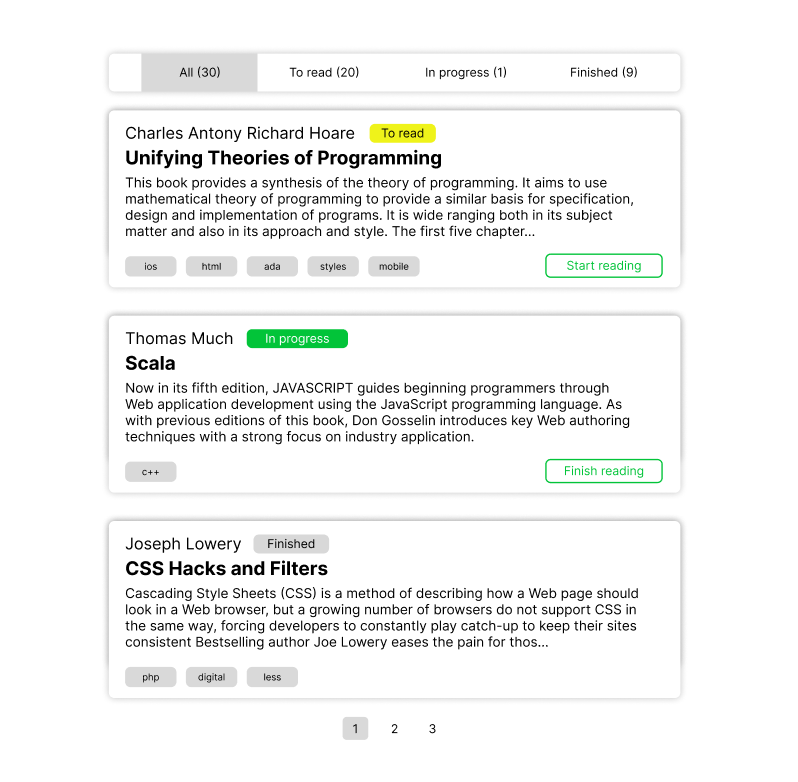 All (30) To read (20) In progress (1) Finished (9)
Charles Antony Richard Hoare To read
Unifying Theories of Programming
This book provides a synthesis of the theory of programming. It aims to use
mathematical theory of programming to provide a similar basis for specification,
design and implementation of programs. It is wide ranging both in its subject
matter and also in its approach and style. The first five chapter...
ios html ada styles mobile Start reading
Thomas Much In progress
Scala
Now in its fifth edition, JAVASCRIPT guides beginning programmers through
Web application development using the JavaScript programming language. As
with previous editions of this book, Don Gosselin introduces key Web authoring
techniques with a strong focus on industry application.
c++ Finish reading
Joseph Lowery Finished
CSS Hacks and Filters
Cascading Style Sheets (CSS) is a method of describing how a Web page should
look in a Web browser, but a growing number of browsers do not support CSS in
the same way, forcing developers to constantly play catch-up to keep their sites
consistent Bestselling author Joe Lowery eases the pain for thos...
php digital less
1 2 3